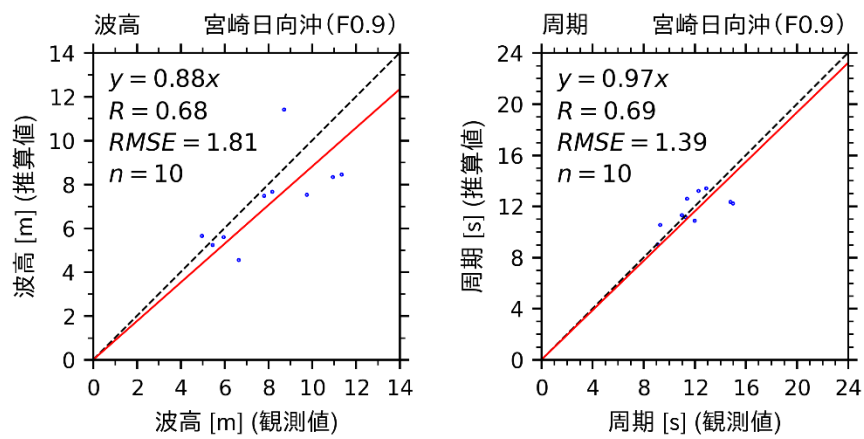 波高 宮崎日向沖(F0.9)
y = 0.88x
R = 0.68
RMSE = 1.81
n = 10
14
12
10
8
6
4
2
0
波高 [m] (推算値)
0 2 4 6 8 10 12 14
波高 [m] (観測値)
周期 宮崎日向沖(F0.9)
y = 0.97x
R = 0.69
RMSE = 1.39
n = 10
24
20
16
12
8
4
0
周期 [s] (推算値)
0 4 8 12 16 20 24
周期 [s] (観測値)